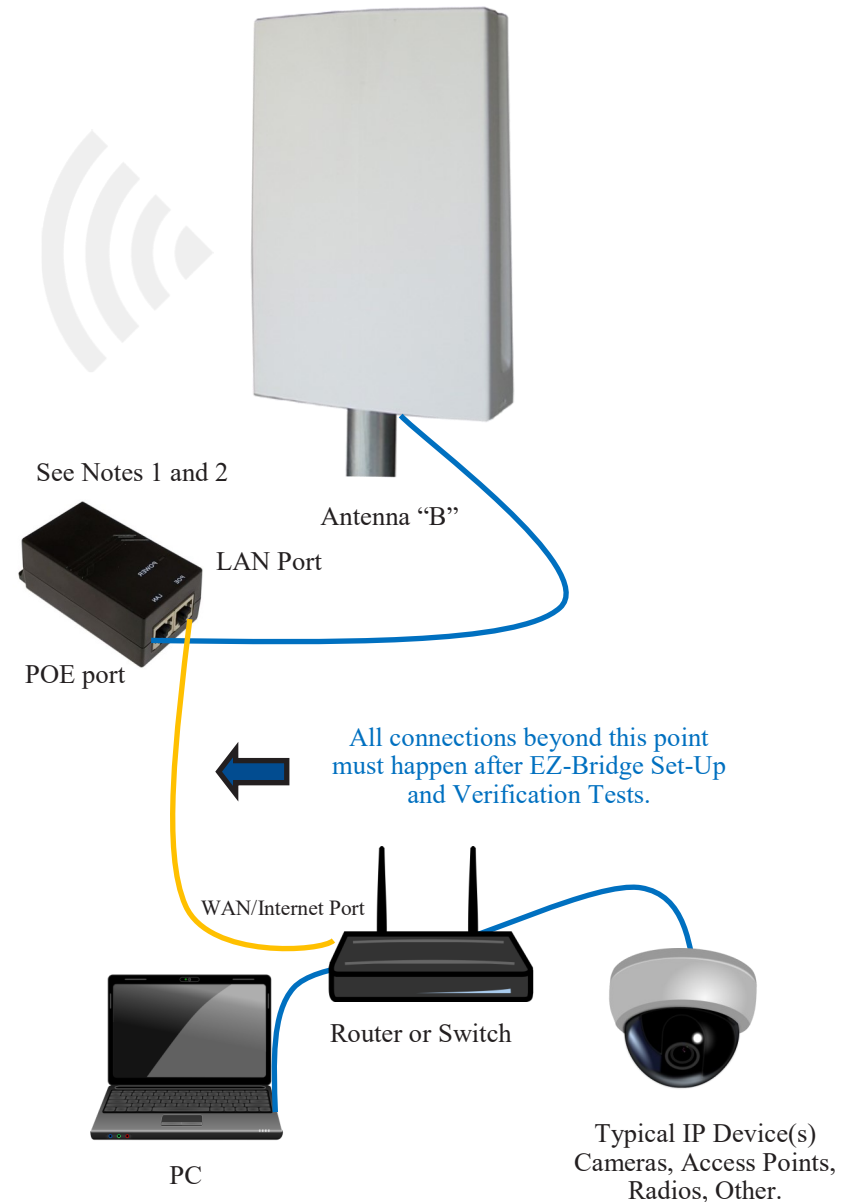 See Notes 1 and 2
Antenna “B”
LAN Port
POWER
POE
LAN
POE port
All connections beyond this point
must happen after EZ-Bridge Set-Up
and Verification Tests.
WAN/Internet Port
Router or Switch
PC
Typical IP Device(s)
Cameras, Access Points,
Radios, Other.